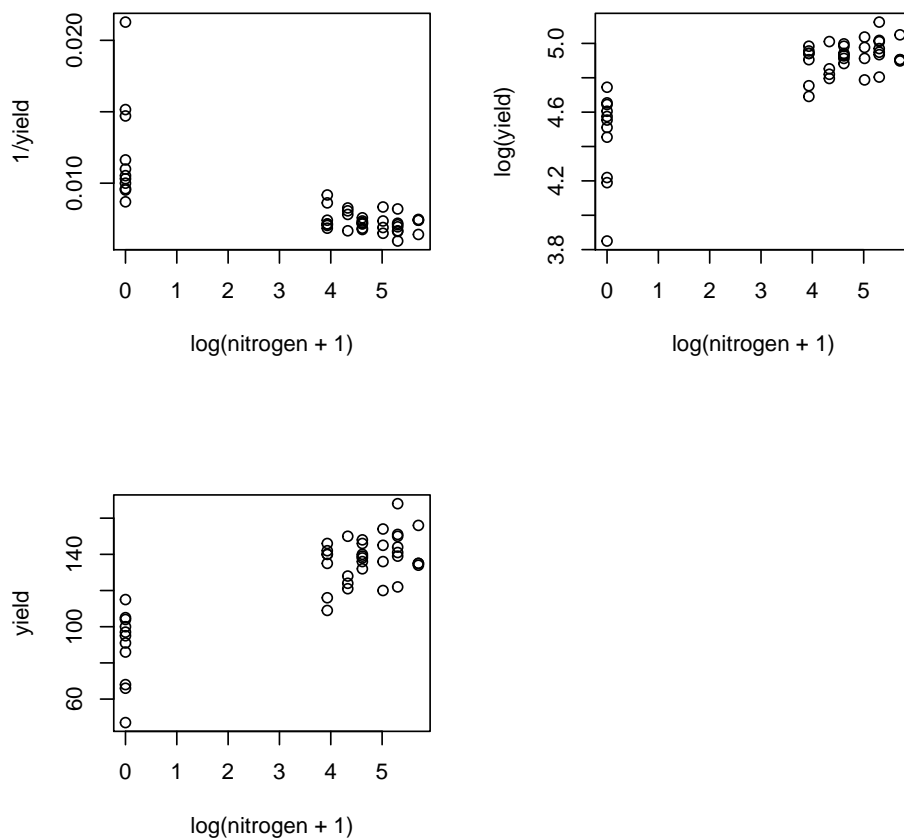 0.020
0.010
1/yield
0 1 2 3 4 5
log(nitrogen + 1)
5.0
4.6
4.2
3.8
log(yield)
0 1 2 3 4 5
log(nitrogen + 1)
140
100
60
yield
0 1 2 3 4 5
log(nitrogen + 1)